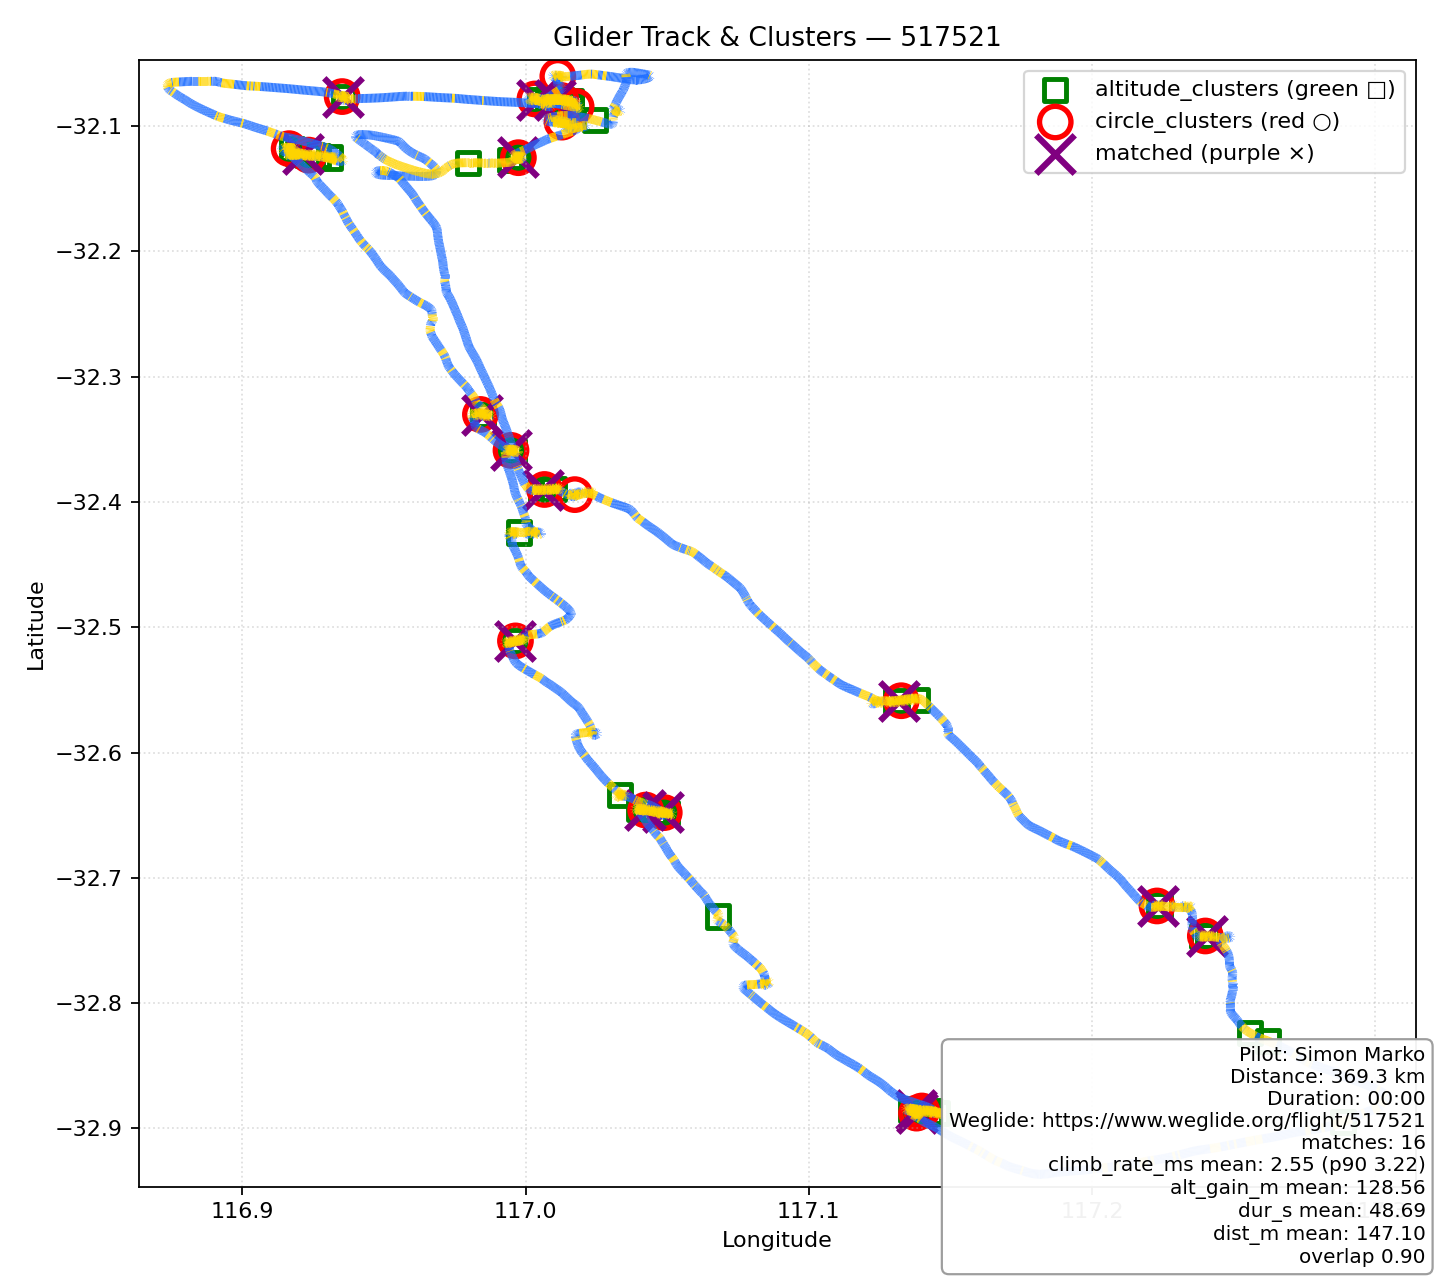 Glider Track & Clusters — 517521
altitude_clusters (green □)
circle_clusters (red ○)
matched (purple ×)
−32.1
−32.2
−32.3
−32.4
−32.5
−32.6
−32.7
−32.8
−32.9
Latitude
116.9
117.0
117.1
117.2
Longitude
Pilot: Simon Marko
Distance: 369.3 km
Duration: 00:00
Weglide: https://www.weglide.org/flight/517521
matches: 16
climb_rate_ms mean: 2.55 (p90 3.22)
alt_gain_m mean: 128.56
dur_s mean: 48.69
dist_m mean: 147.10
overlap 0.90